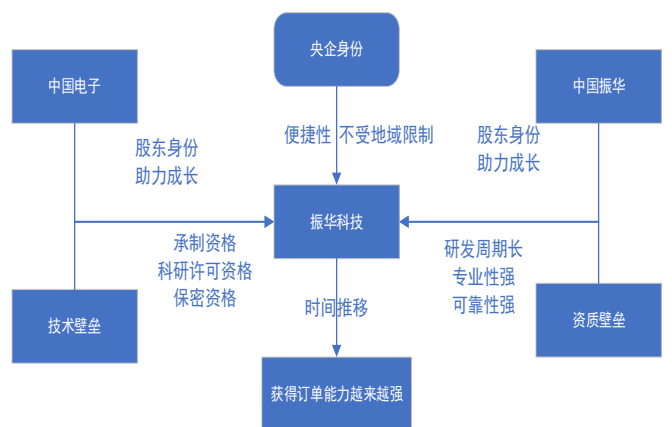 央企身份
中国电子
中国振华
便捷性 不受地域限制
股东身份
助力成长
股东身份
助力成长
振华科技
承制资格
科研许可资格
保密资格
研发周期长
专业性强
可靠性强
技术壁垒
时间推移
资质壁垒
获得订单能力越来越强